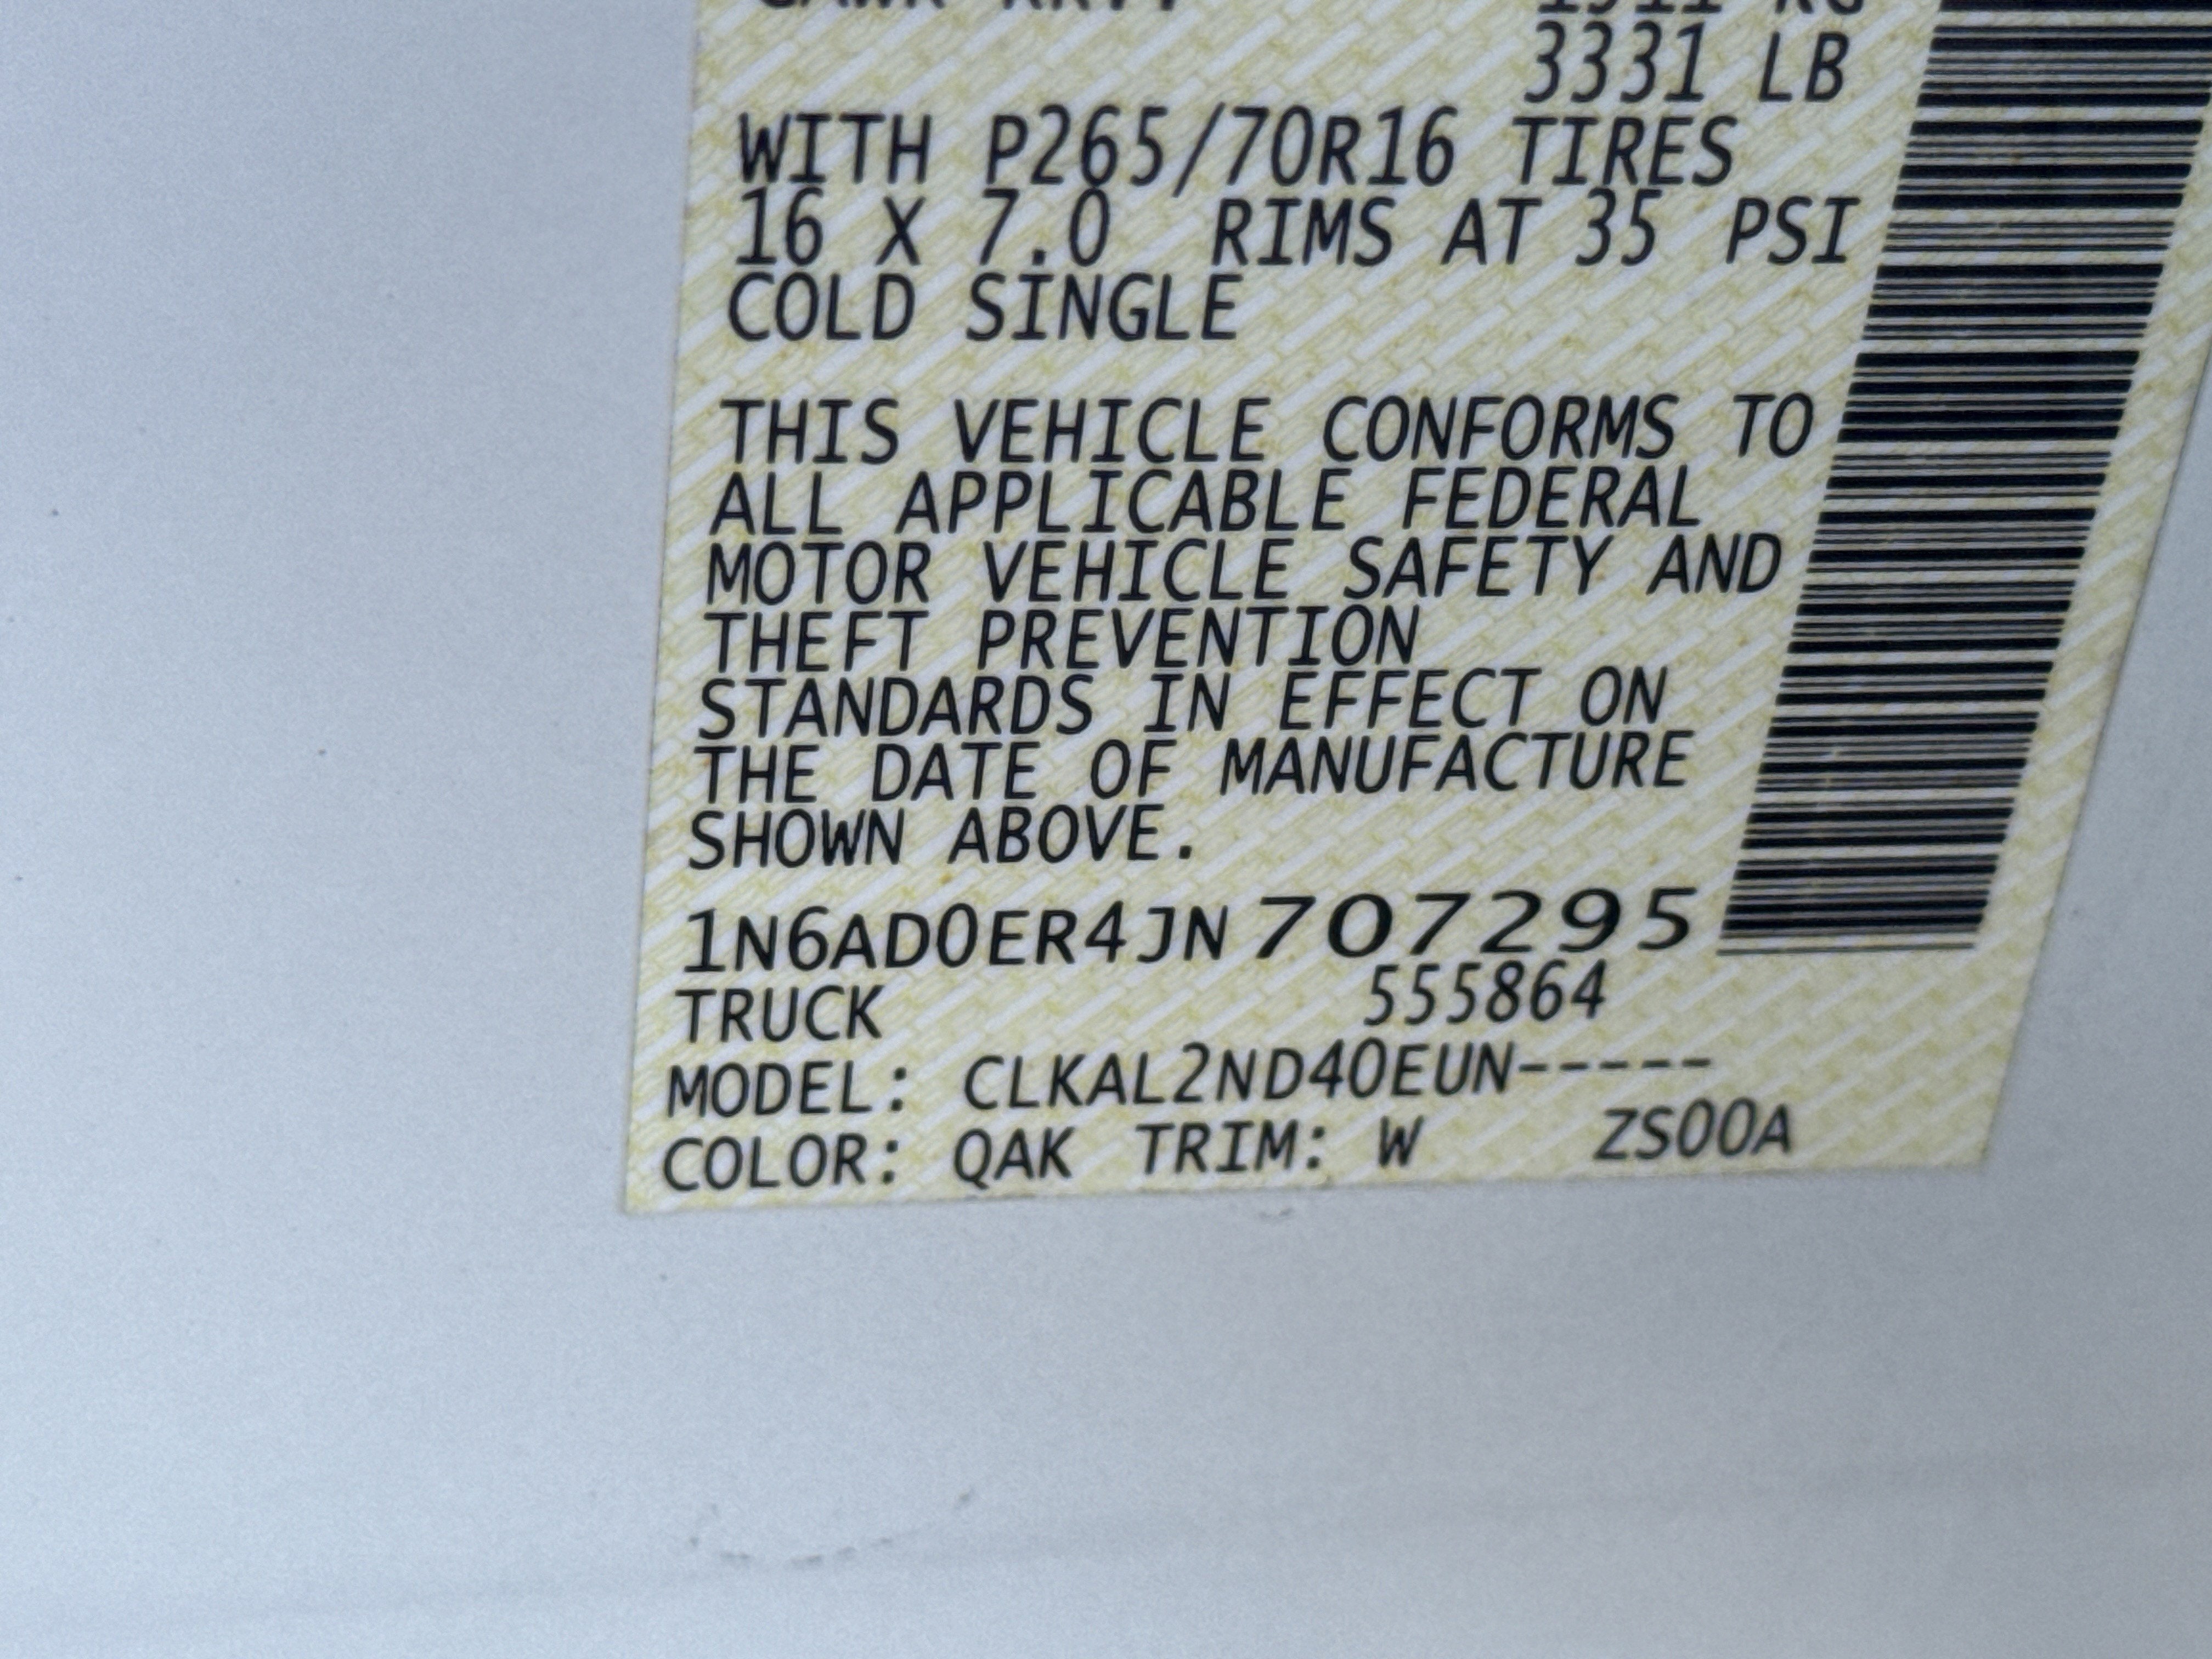 3331 LB
WITH P265/70R16 TIRES
16 X 7.0 RIMS AT 35 PSI
COLD SINGLE
THIS VEHICLE CONFORMS TO
ALL APPLICABLE FEDERAL
MOTOR VEHICLE SAFETY AND
THEFT PREVENTION
STANDARDS IN EFFECT ON
THE DATE OF MANUFACTURE
SHOWN ABOVE.
1N6AD0ER4JN707295
TRUCK 555864
MODEL: CLKAL2ND40EUN-----
COLOR: QAK TRIM: W ZS00A